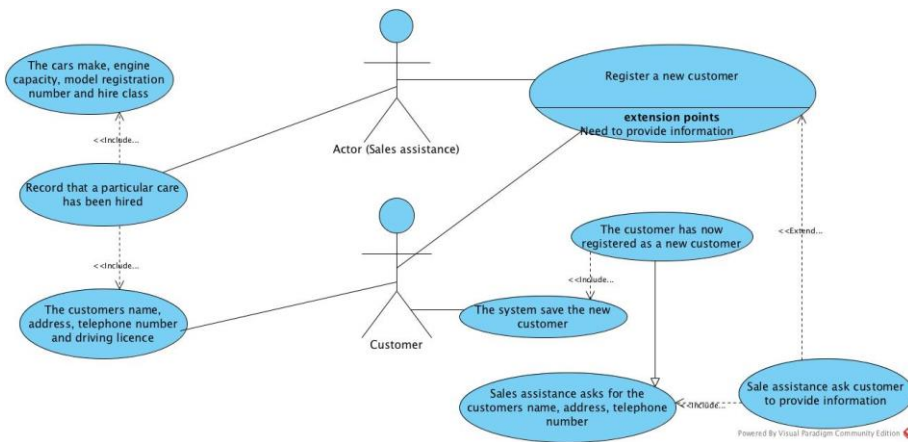 The cars make, engine
capacity, model registration
number and hire class
Register a new customer
extension points
Need to provide information
<<Include...
Actor (Sales assistance)
Record that a particular care
has been hired
The customer has now
registered as a new customer
<<Extend...
<<Include...
<<Include...
The customers name,
address, telephone number
and driving licence
The system save the new
customer
Customer
Sales assistance asks for the
customers name, address, telephone
number
<<Include...
Sale assistance ask customer
to provide information
Powered By Visual Paradigm Community Edition